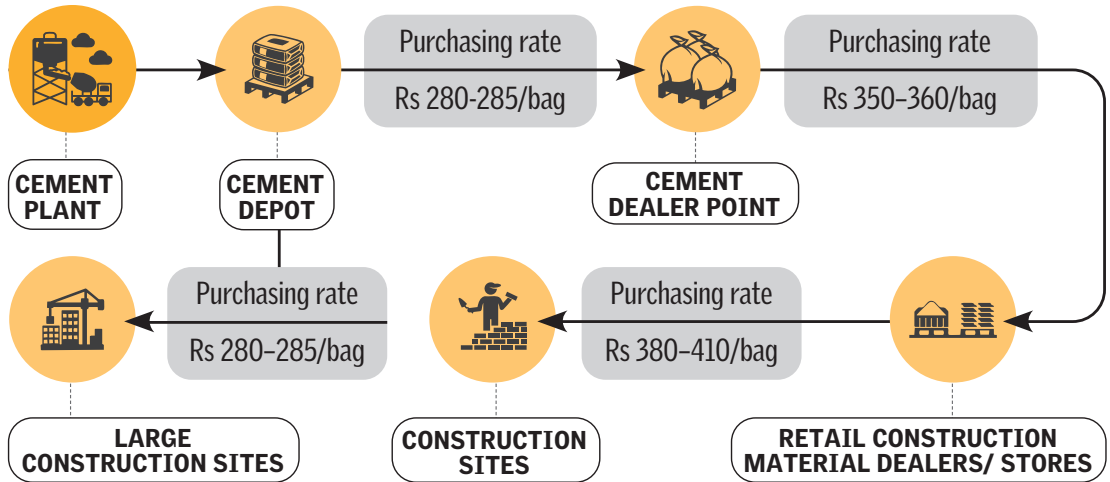 Purchasing rate
Rs 280-285/bag
Purchasing rate
Rs 350–360/bag
CEMENT
PLANT
CEMENT
DEPOT
CEMENT
DEALER POINT
Purchasing rate
Rs 280–285/bag
Purchasing rate
Rs 380–410/bag
LARGE
CONSTRUCTION SITES
CONSTRUCTION
SITES
RETAIL CONSTRUCTION
MATERIAL DEALERS/ STORES